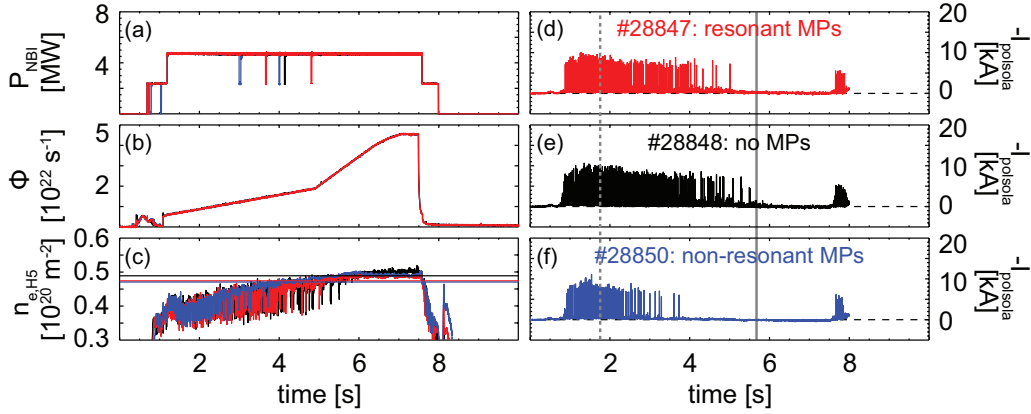 8
4
0
P_NBI
[MW]
(a)
5
2
Φ
[10^22 s^-1]
(b)
0.6
0.5
0.4
0.3
n_e,H5
[10^20 m^-2]
(c)
2 4 6 8
time [s]
(d)
#28847: resonant MPs
20
10
0
-I_polsola
[kA]
(e)
#28848: no MPs
20
10
0
-I_polsola
[kA]
(f)
#28850: non-resonant MPs
20
10
0
-I_polsola
[kA]
2 4 6 8
time [s]